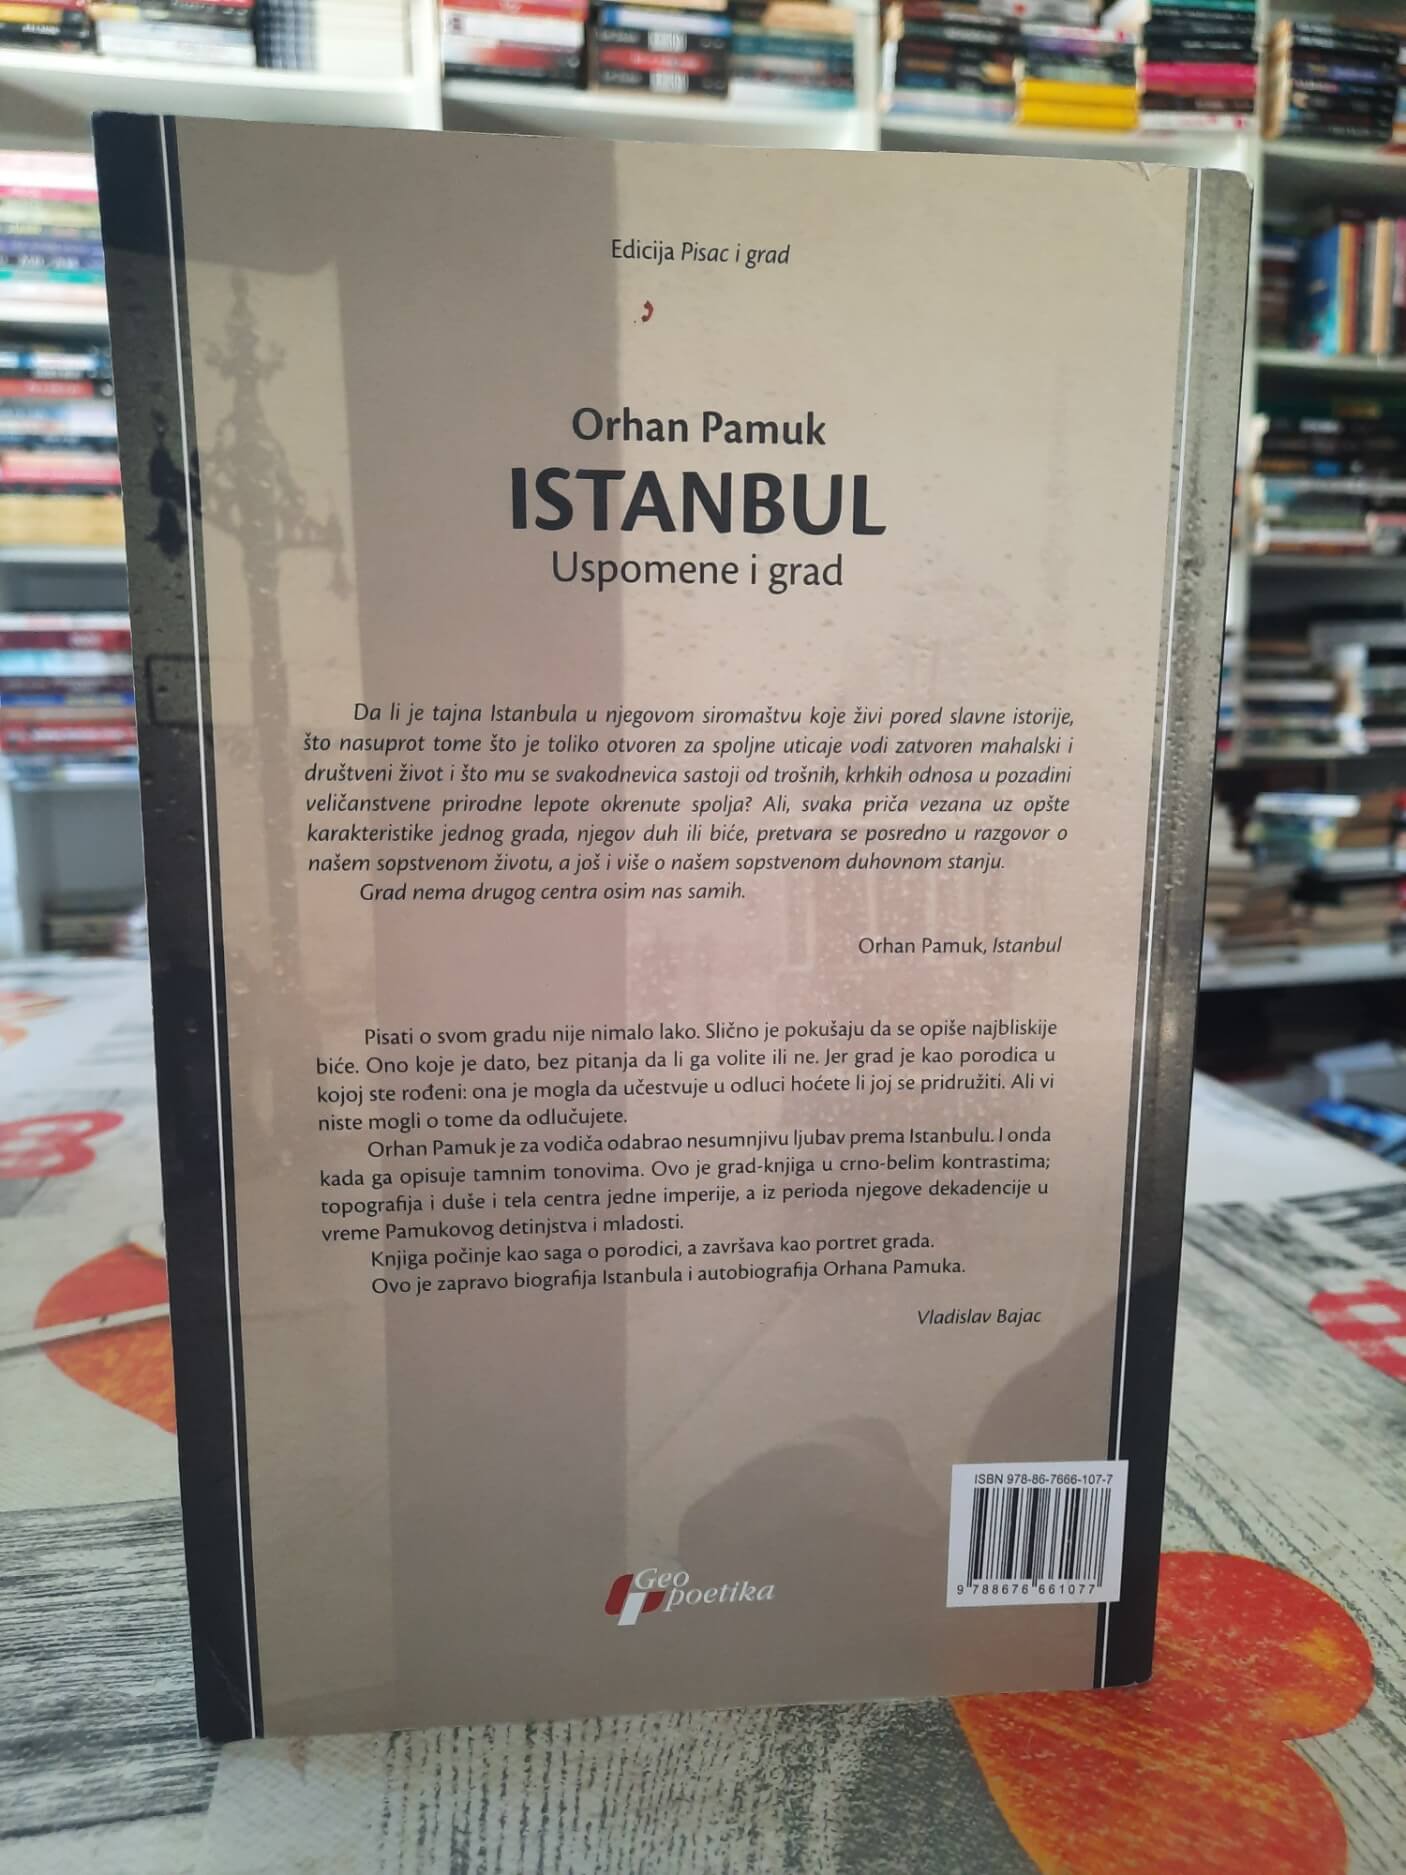 Edicija Pisac i grad
Orhan Pamuk
ISTANBUL
Uspomene i grad
Da li je tajna Istanbula u njegovom siromaštvu koje živi pored slavne istorije,
što nasuprot tome što je toliko otvoren za spoljne uticaje vodi zatvoren mahalski i
društveni život i što mu se svakodnevica sastoji od trošnih, krhkih odnosa u pozadini
veličanstvene prirodne lepote okrenute spolja? Ali, svaka priča vezana uz opšte
karakteristike jednog grada, njegov duh ili biće, pretvara se posredno u razgovor o
našem sopstvenom životu, a još i više o našem sopstvenom duhovnom stanju.
Grad nema drugog centra osim nas samih.
Orhan Pamuk, Istanbul
Pisati o svom gradu nije nimalo lako. Slično je pokušaju da se opiše najbliskije
biće. Ono koje je dato, bez pitanja da li ga volite ili ne. Jer grad je kao porodica u
kojoj ste rođeni: ona je mogla da učestvuje u odluci hoćete li joj se pridružiti. Ali vi
niste mogli o tome da odlučujete.
Orhan Pamuk je za vodiča odabrao nesumnjivu ljubav prema Istanbulu. I onda
kada ga opisuje tamnim tonovima. Ovo je grad-knjiga u crno-belim kontrastima;
topografija i duše i tela centra jedne imperije, a iz perioda njegove dekadencije u
vreme Pamukovog detinjstva i mladosti.
Knjiga počinje kao saga o porodici, a završava kao portret grada.
Ovo je zapravo biografija Istanbula i autobiografija Orhana Pamuka.
Vladislav Bajac
ISBN 978-86-7666-107-7
9 788676 661077
Geo
poetika